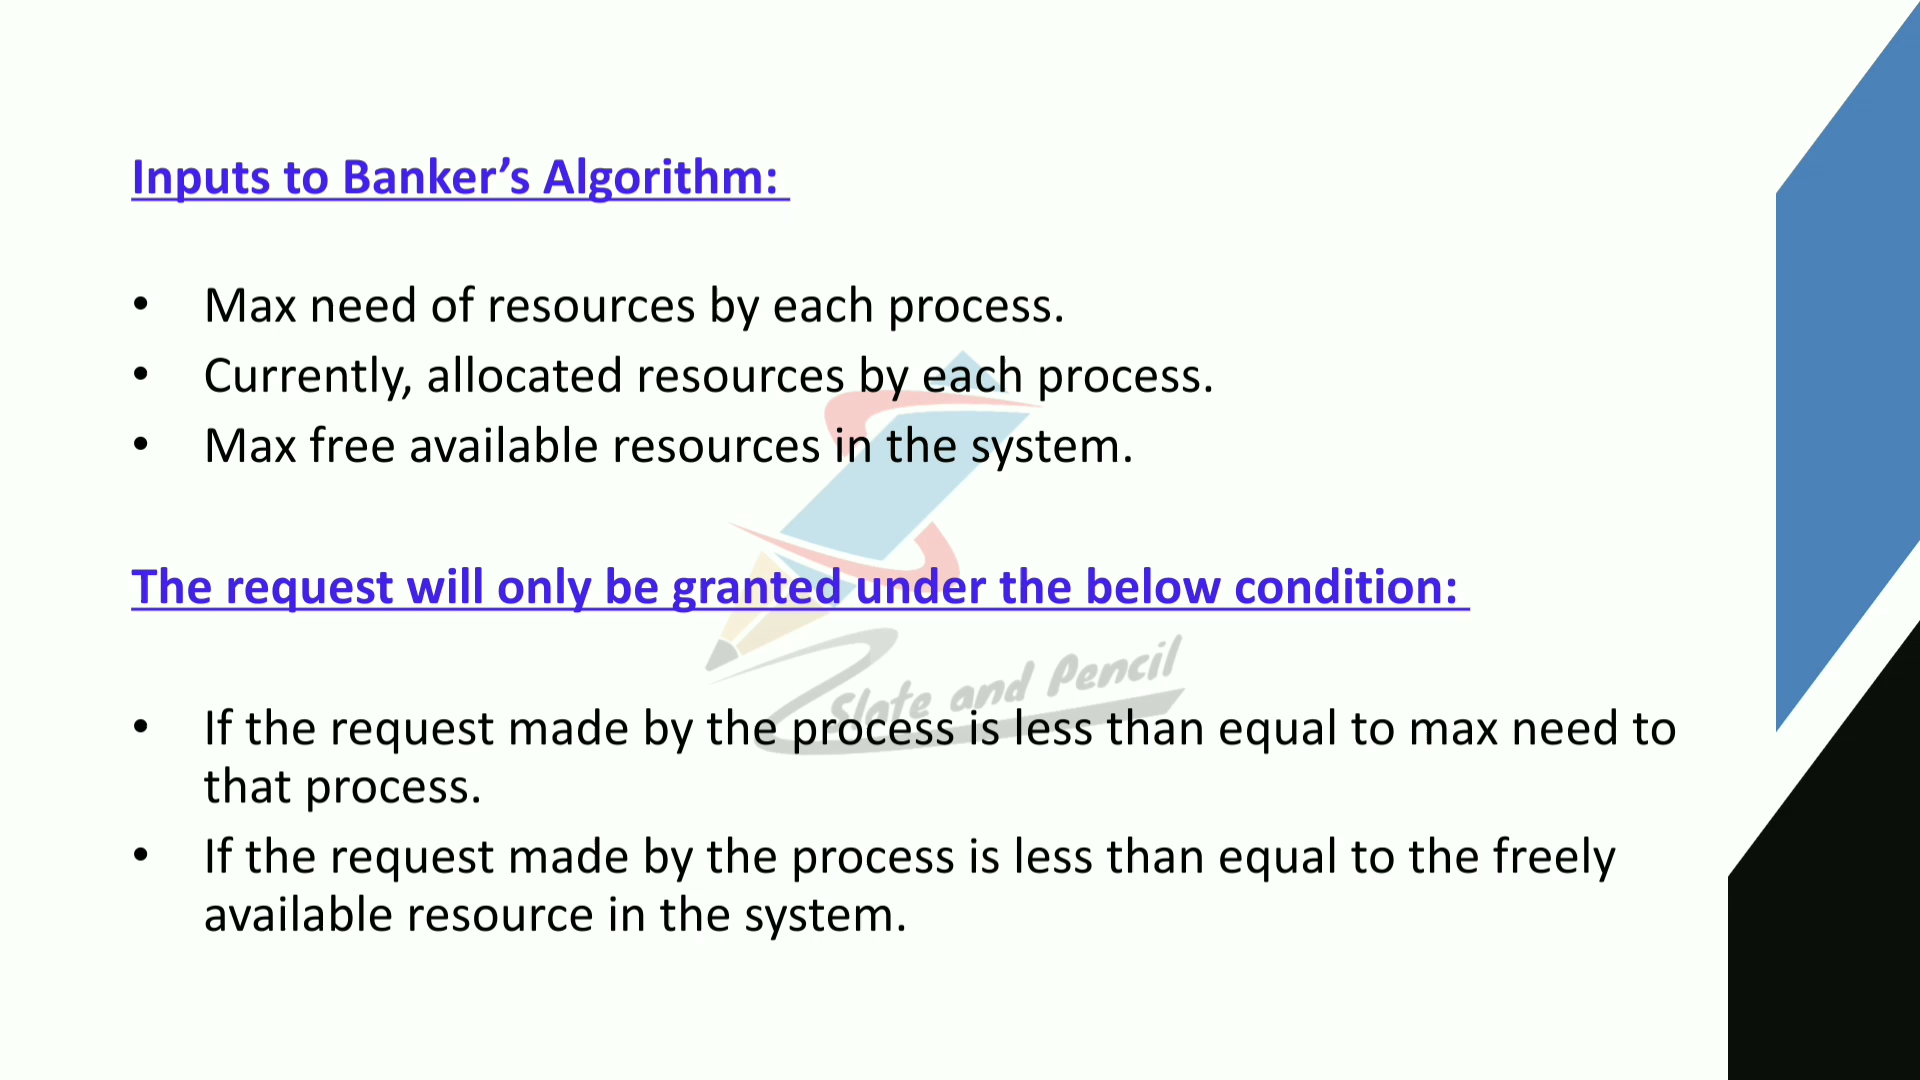 Inputs to Banker’s Algorithm:
• Max need of resources by each process.
• Currently, allocated resources by each process.
• Max free available resources in the system.
The request will only be granted under the below condition:
Slate and Pencil
• If the request made by the process is less than equal to max need to
that process.
• If the request made by the process is less than equal to the freely
available resource in the system.